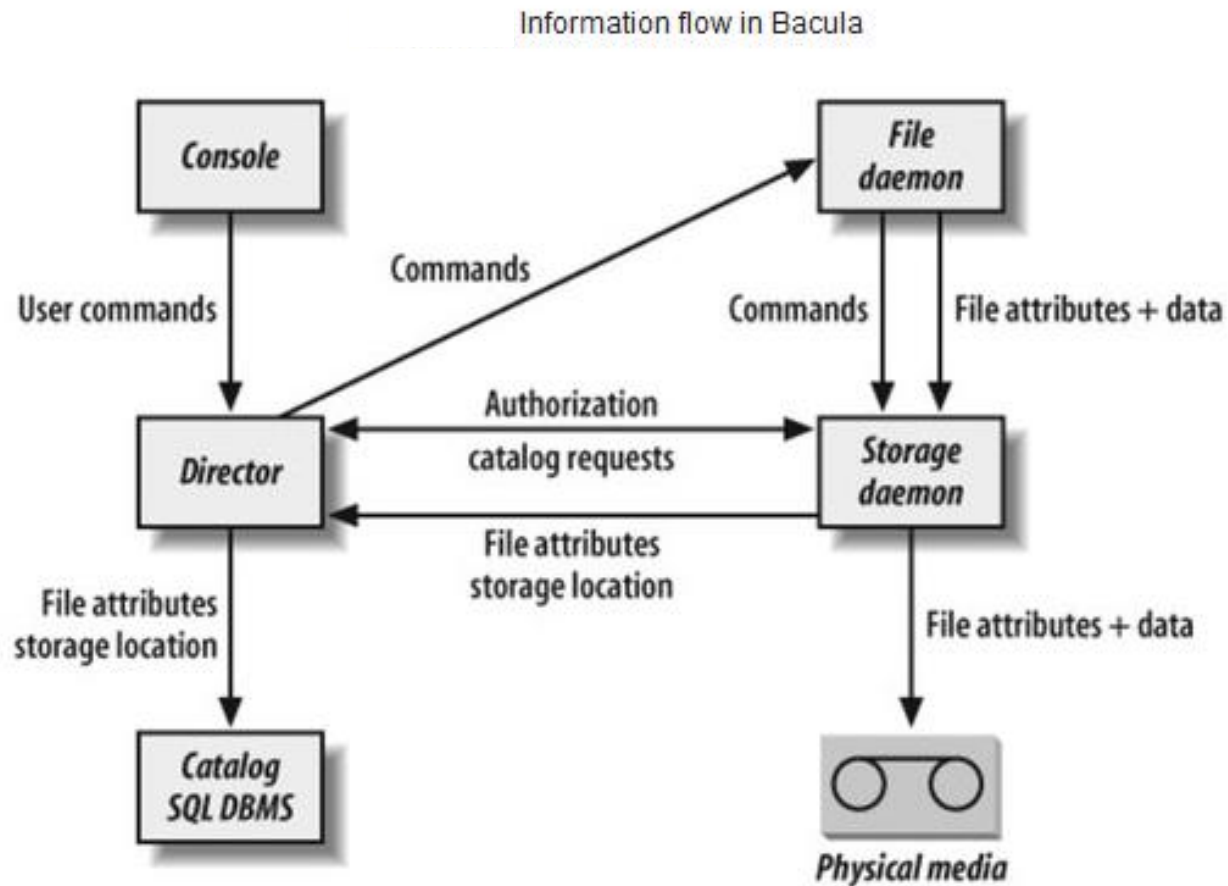 Information flow in Bacula
Console
File
daemon
Commands
User commands
Commands
File attributes + data
Authorization
catalog requests
Director
Storage
daemon
File attributes
storage location
File attributes
storage location
File attributes + data
Catalog
SQL DBMS
Physical media